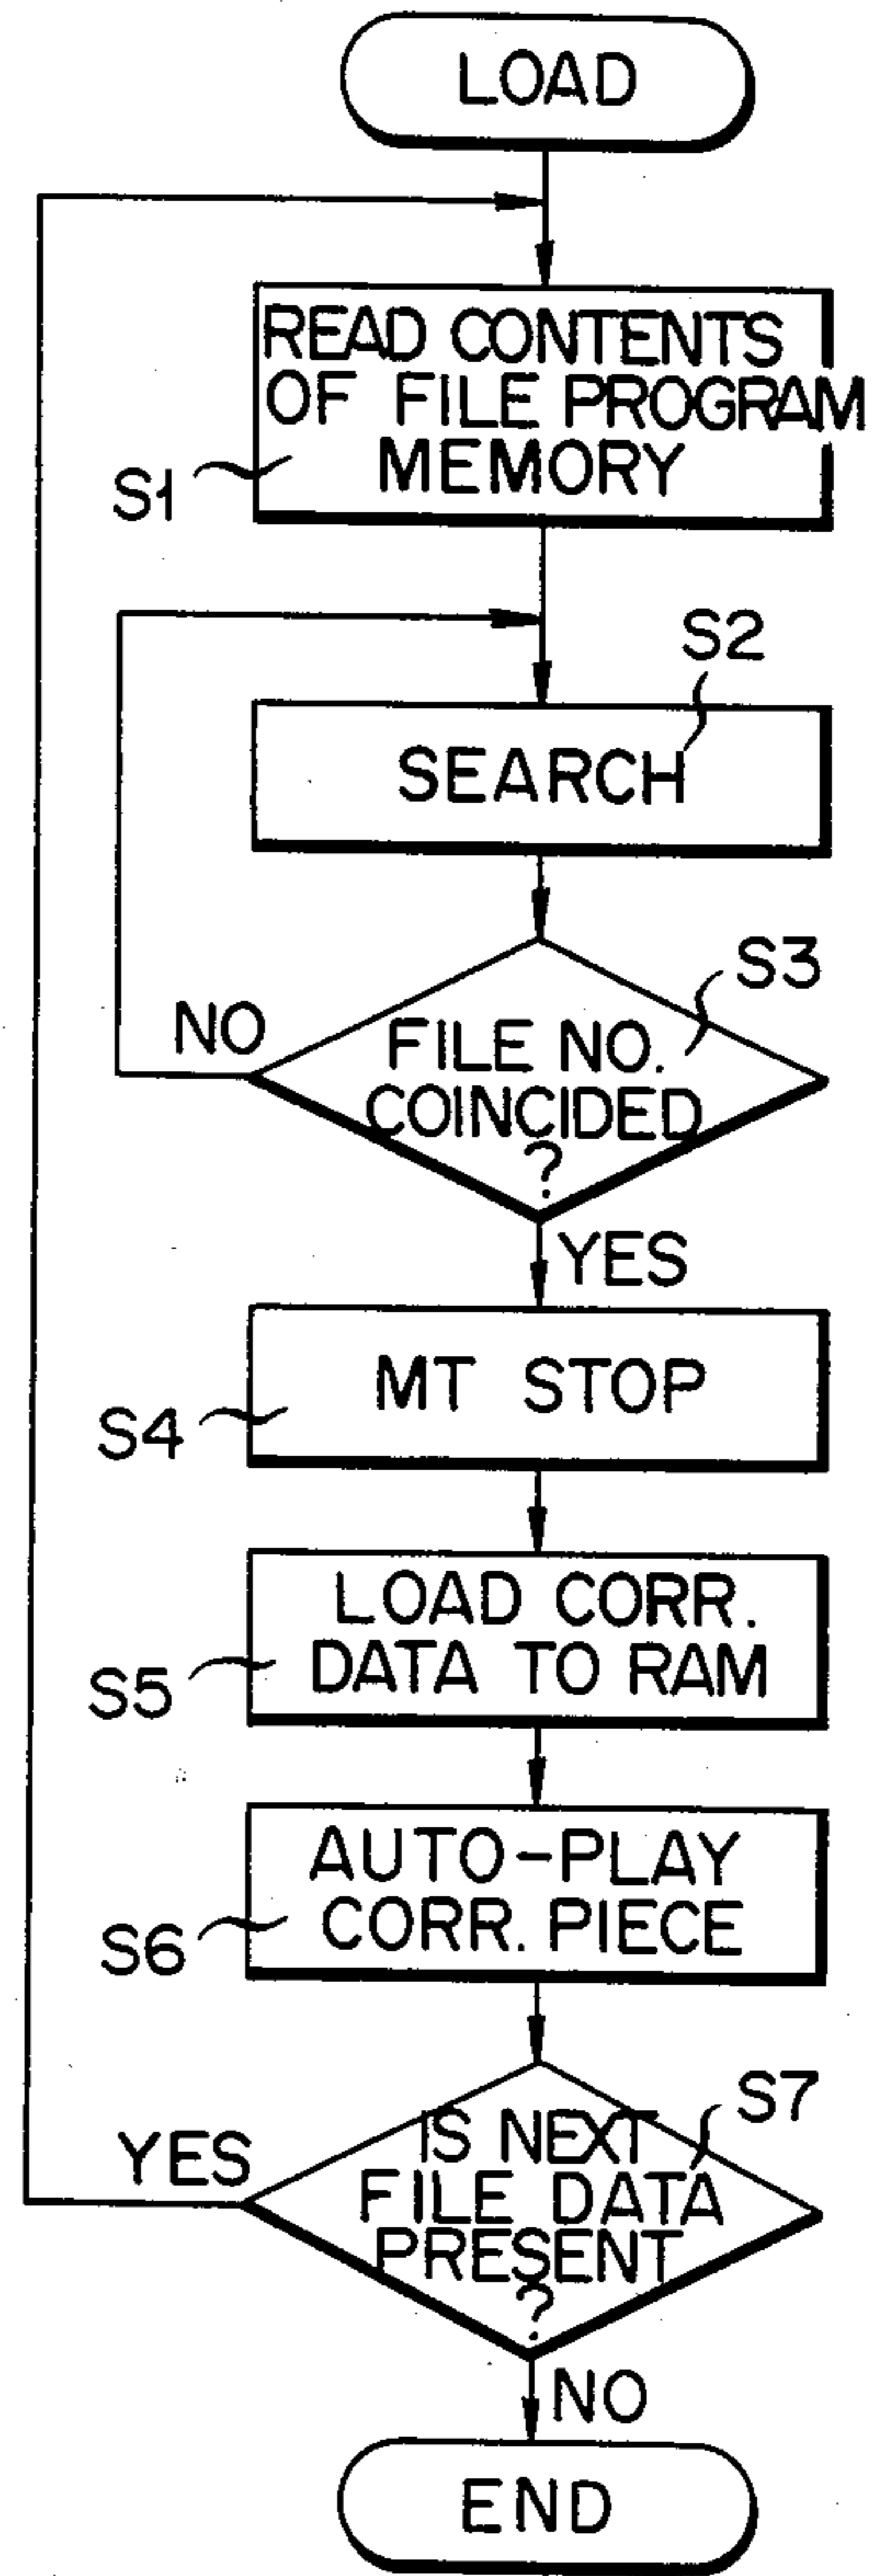 LOAD
READ CONTENTS
OF FILE PROGRAM
MEMORY
S1
S2
SEARCH
S3
NO
FILE NO.
COINCIDED
?
YES
MT STOP
S4
LOAD CORR.
DATA TO RAM
S5
AUTO-PLAY
CORR. PIECE
S6
S7
YES
IS NEXT
FILE DATA
PRESENT
?
NO
END